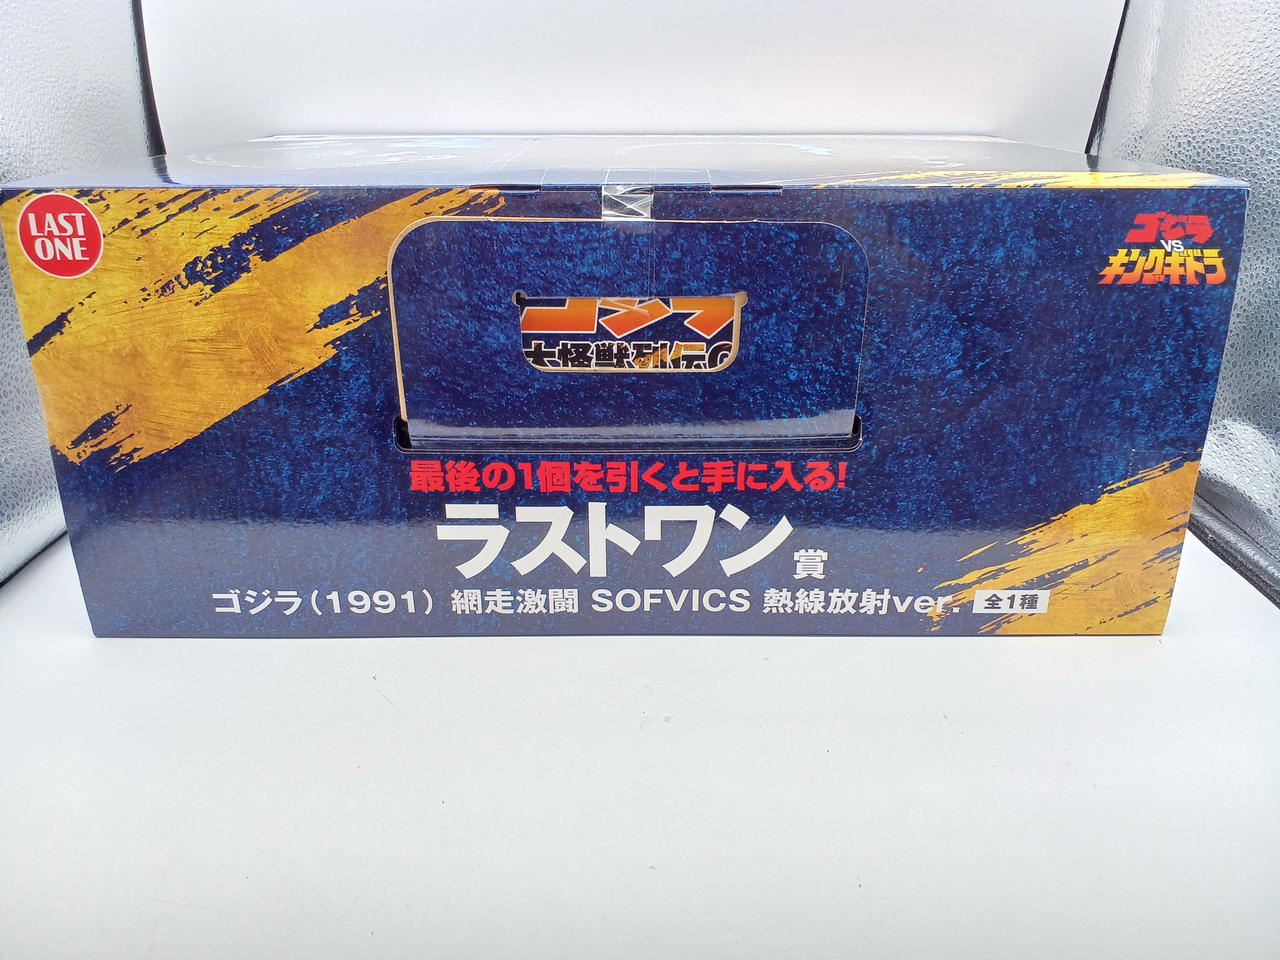 LAST
ONE
ゴジラ
VS
キングギドラ
ゴジラ
大怪獣列伝
最後の1個を引くと手に入る!
ラストワン賞
ゴジラ(1991) 網走激闘 SOFVICS 熱線放射ver. 全1種